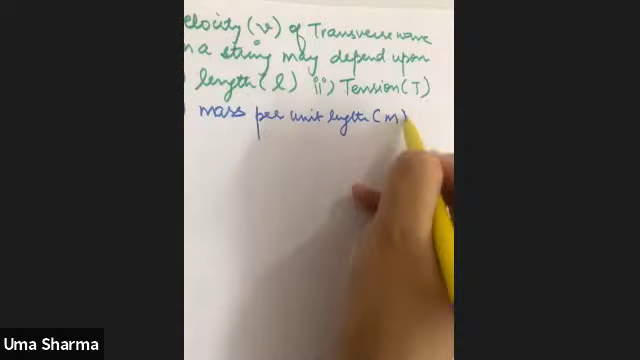 elocity (v) of Transverse wave
n a string may depend upon
) length (l) ii) Tension (T)
) mass per unit length (m)
Uma Sharma